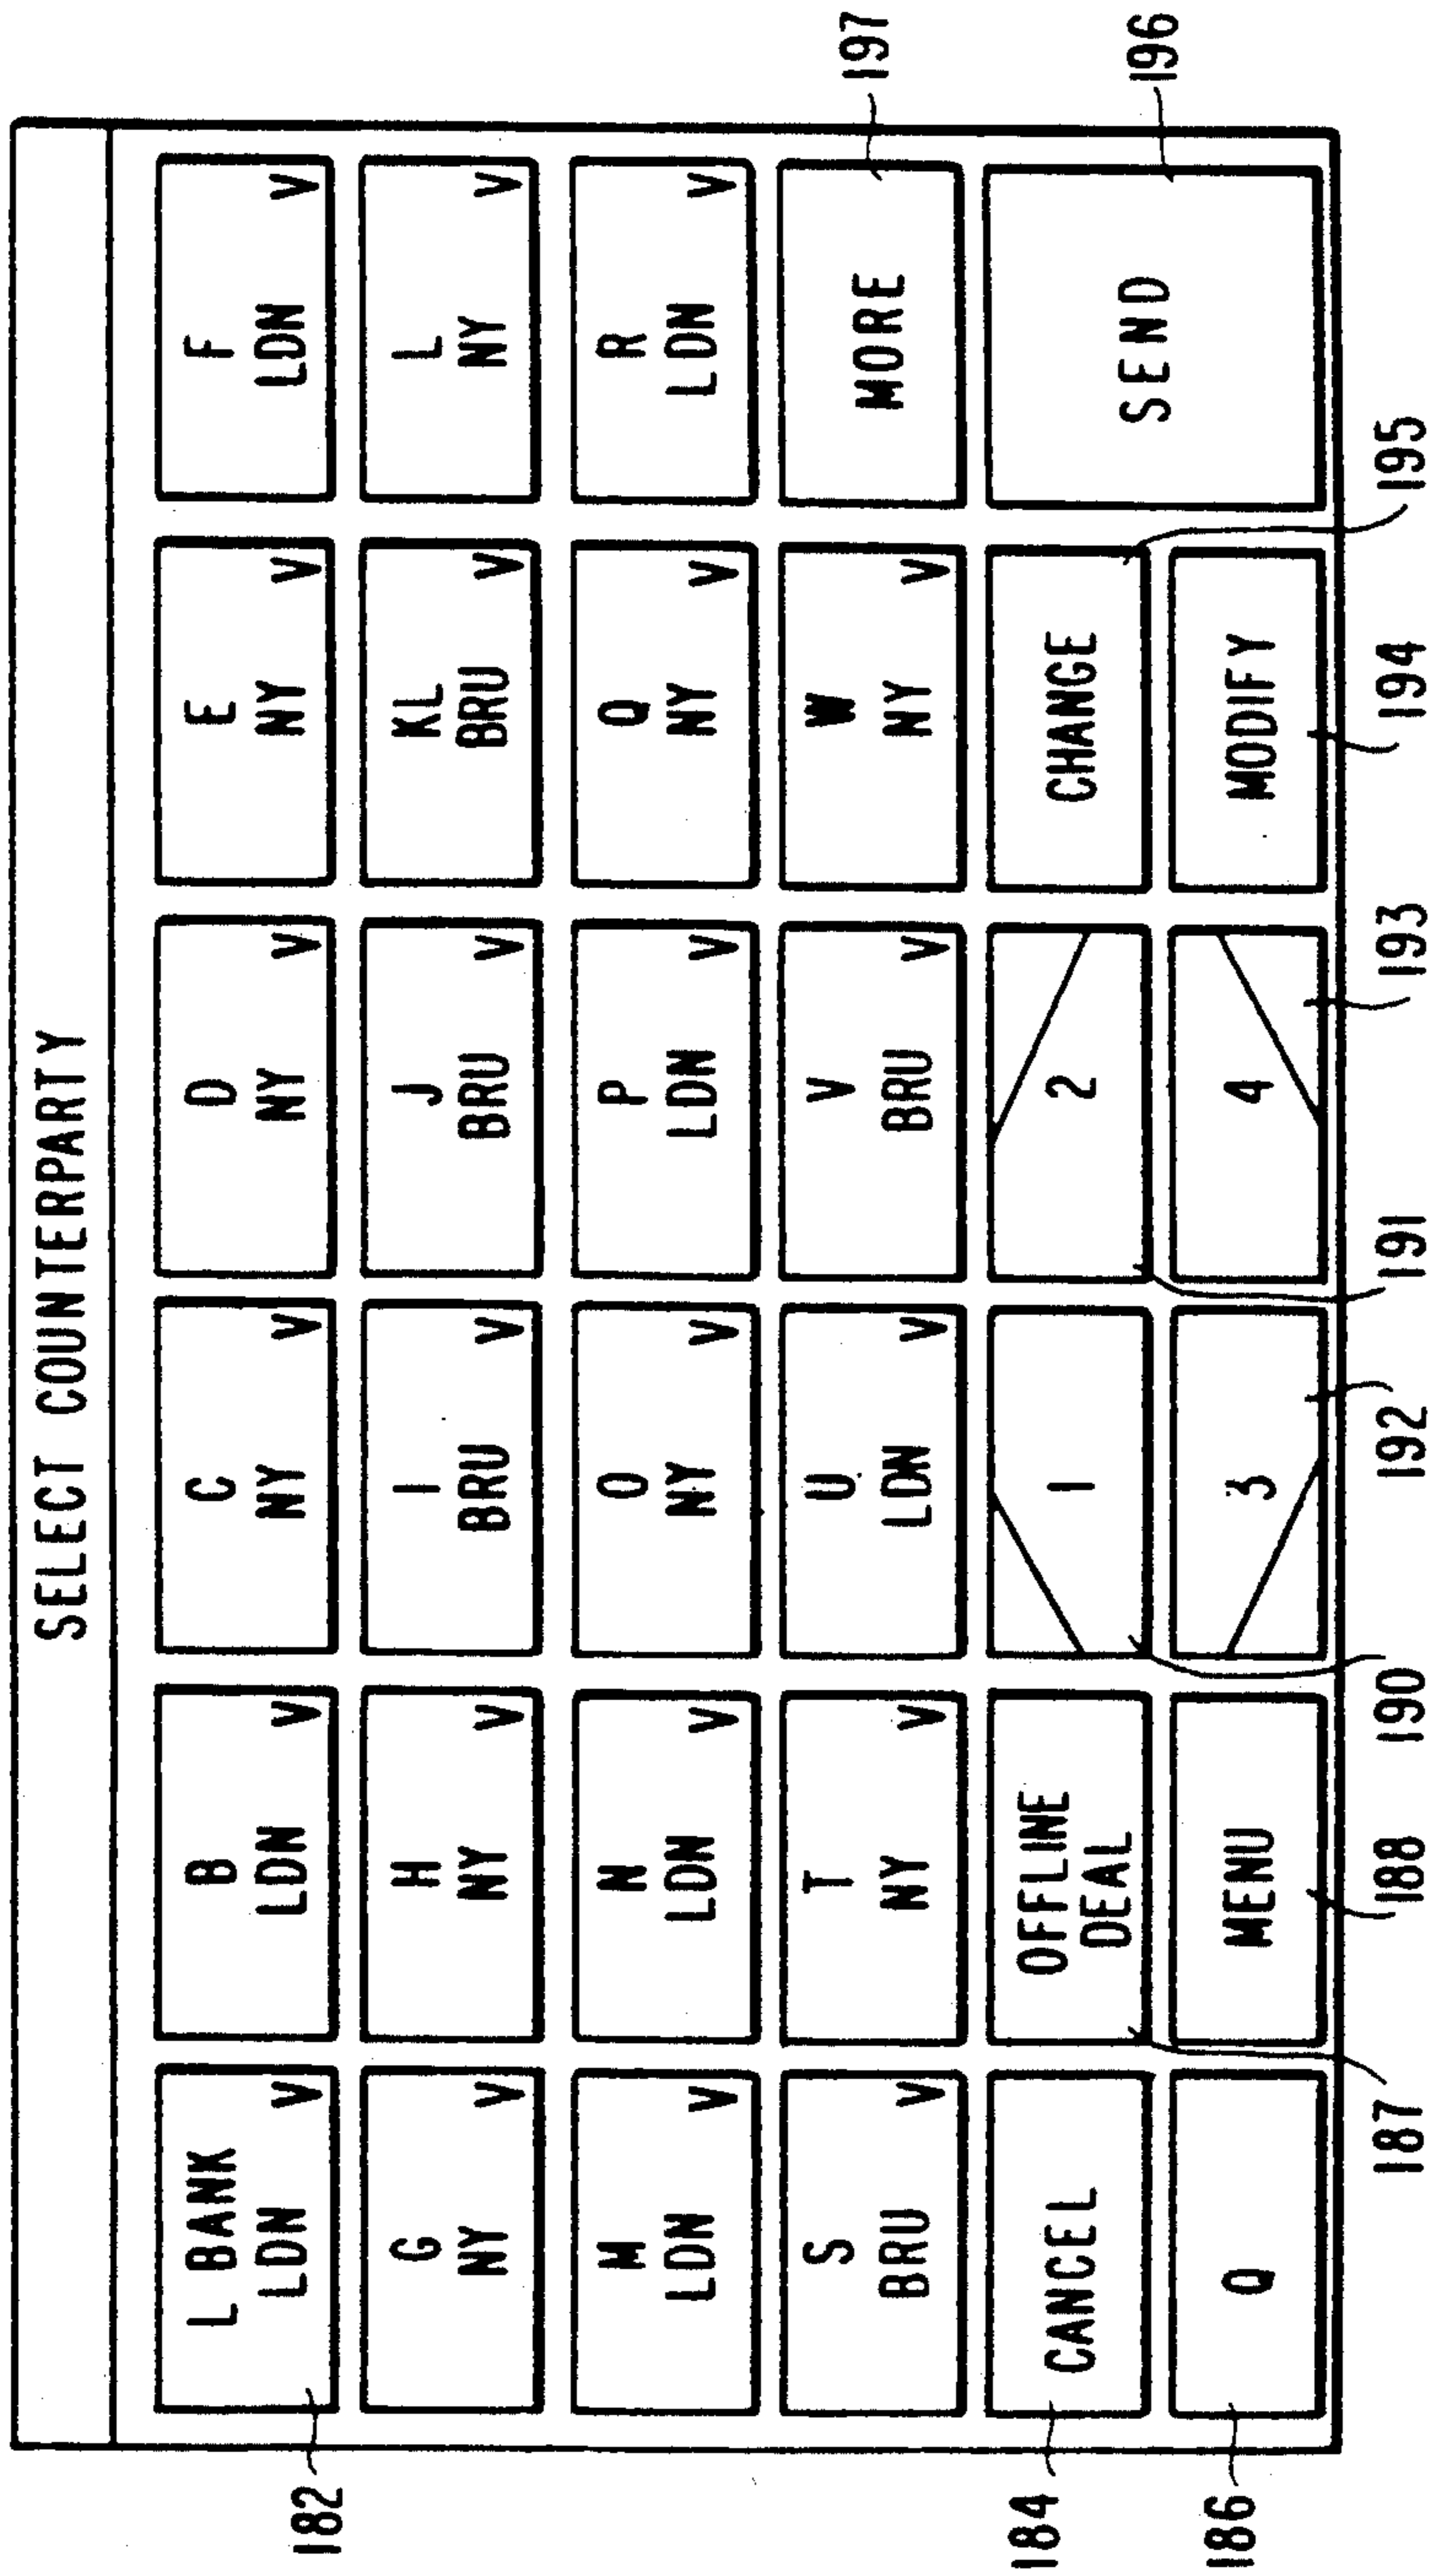 SELECT COUNTERPARTY
L BANK
LDN
V
B
LDN
V
C
NY
V
D
NY
V
E
NY
V
F
LDN
V
G
NY
V
H
NY
V
I
BRU
V
J
BRU
V
KL
BRU
V
L
NY
V
M
LDN
V
N
LDN
V
O
NY
V
P
LDN
V
Q
NY
V
R
LDN
V
S
BRU
V
T
NY
V
U
LDN
V
V
BRU
V
W
NY
V
MORE
CANCEL
OFFLINE
DEAL
1
2
CHANGE
SEND
Q
MENU
3
4
MODIFY
182
184
186
187
188
190
192
191
193
194
195
196
197